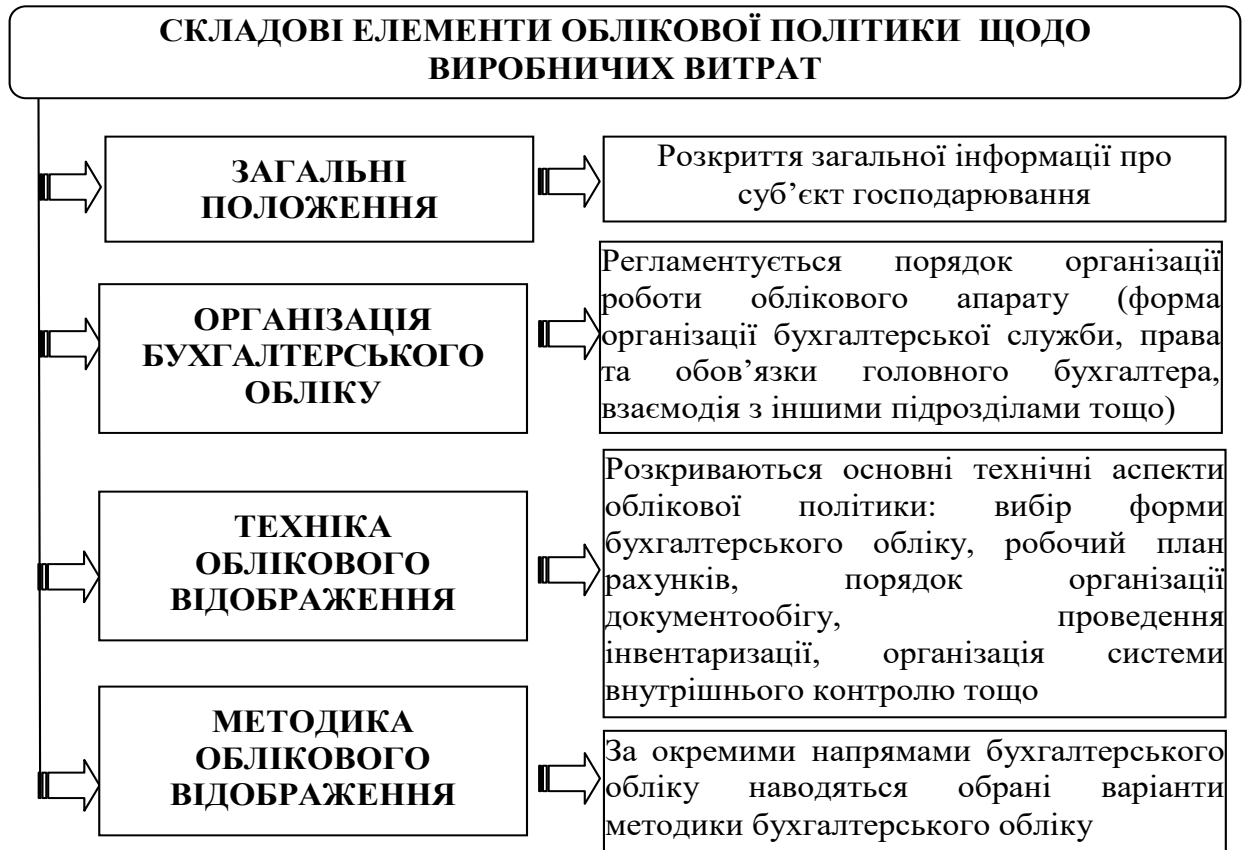 СКЛАДОВІ ЕЛЕМЕНТИ ОБЛІКОВОЇ ПОЛІТИКИ ЩОДО
ВИРОБНИЧИХ ВИТРАТ
ЗАГАЛЬНІ
ПОЛОЖЕННЯ
Розкриття загальної інформації про
суб’єкт господарювання
ОРГАНІЗАЦІЯ
БУХГАЛТЕРСЬКОГО
ОБЛІКУ
Регламентується порядок організації
роботи облікового апарату (форма
організації бухгалтерської служби, права
та обов’язки головного бухгалтера,
взаємодія з іншими підрозділами тощо)
ТЕХНІКА
ОБЛІКОВОГО
ВІДОБРАЖЕННЯ
Розкриваються основні технічні аспекти
облікової політики: вибір форми
бухгалтерського обліку, робочий план
рахунків, порядок організації
документообігу, проведення
інвентаризації, організація системи
внутрішнього контролю тощо
МЕТОДИКА
ОБЛІКОВОГО
ВІДОБРАЖЕННЯ
За окремими напрямами бухгалтерського
обліку наводяться обрані варіанти
методики бухгалтерського обліку